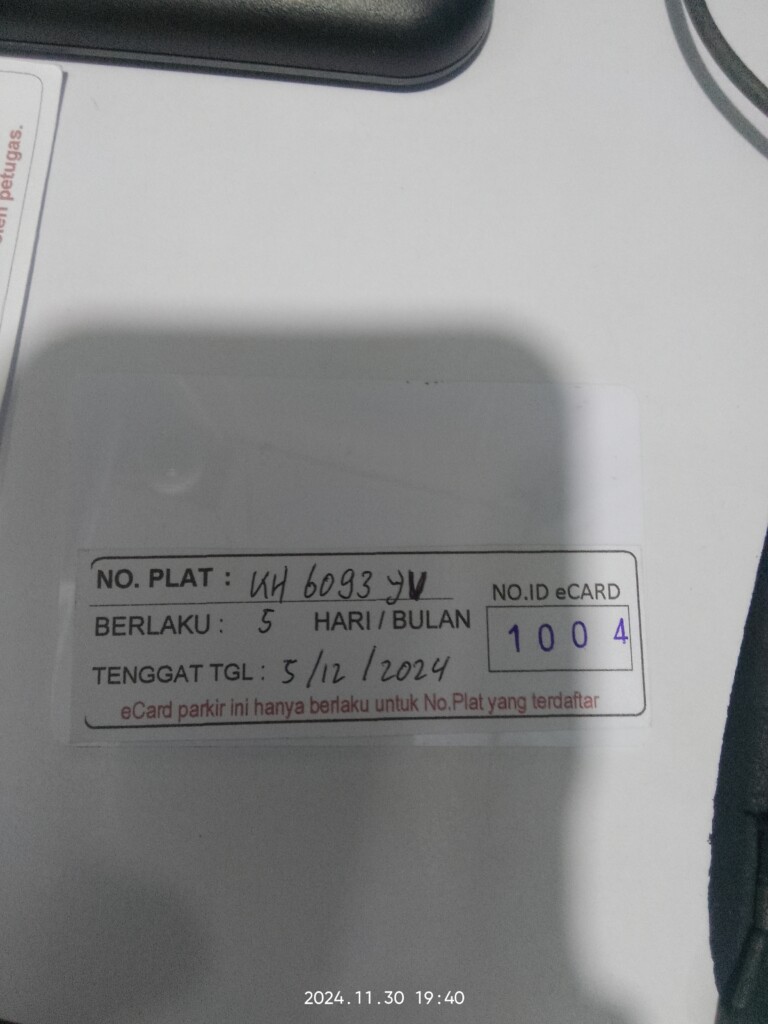 petugas.
NO. PLAT : KH 6093 YV
BERLAKU : 5 HARI / BULAN
TENGGAT TGL : 5/12/2024
NO.ID eCARD
1004
eCard parkir ini hanya berlaku untuk No.Plat yang terdaftar
2024.11.30 19:40